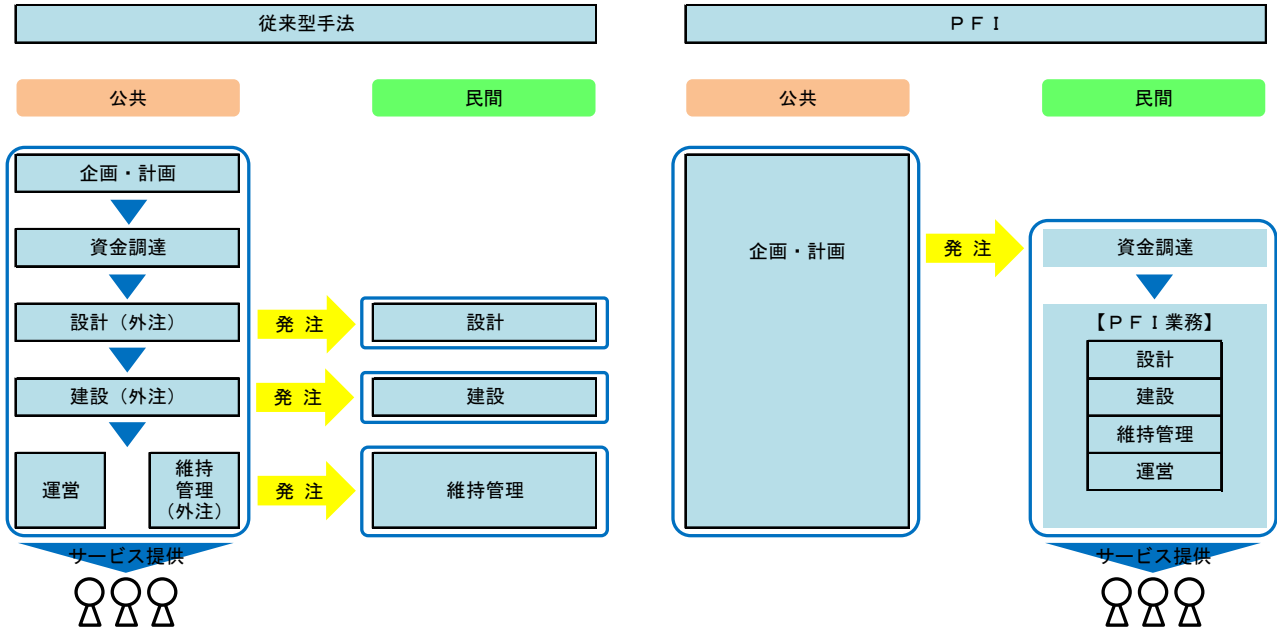 従来型手法
公共
民間
企画・計画
資金調達
設計（外注）
発 注
設計
建設（外注）
発 注
建設
運営
維持
管理
（外注）
発 注
維持管理
サービス提供
ＰＦＩ
公共
民間
企画・計画
発 注
資金調達
【ＰＦＩ業務】
設計
建設
維持管理
運営
サービス提供